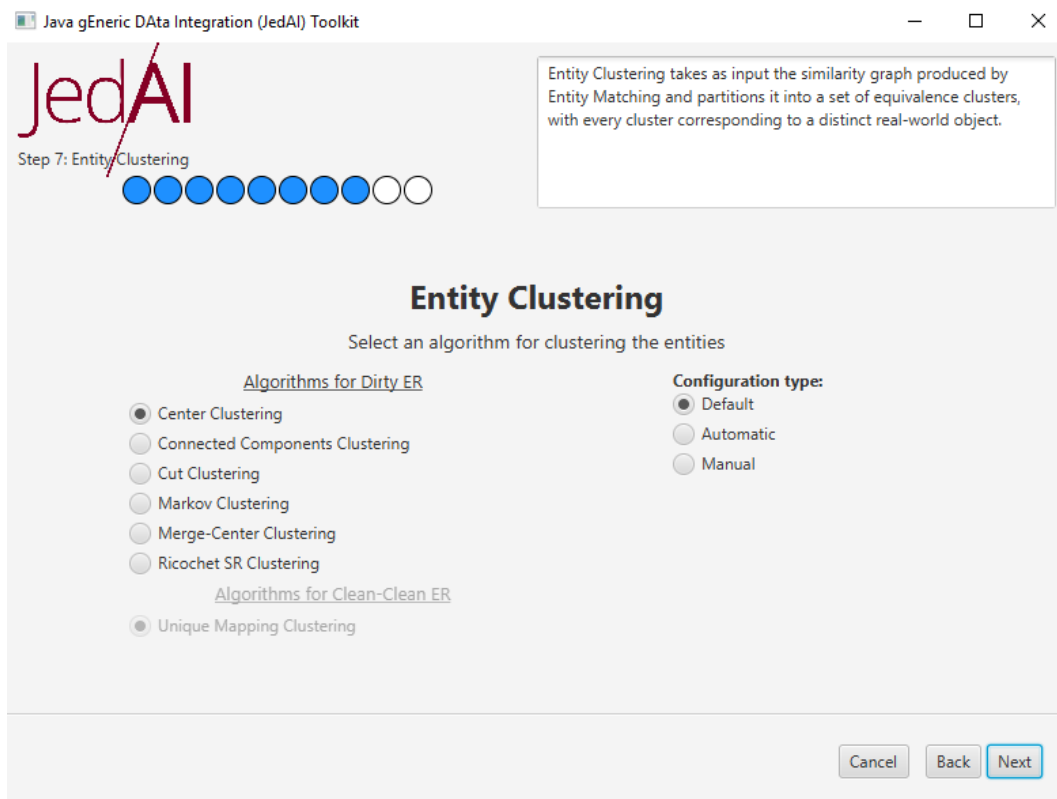 Java gEneric DAta Integration (JedAI) Toolkit
JedAI
Step 7: Entity Clustering
Entity Clustering takes as input the similarity graph produced by
Entity Matching and partitions it into a set of equivalence clusters,
with every cluster corresponding to a distinct real-world object.
Entity Clustering
Select an algorithm for clustering the entities
Algorithms for Dirty ER
Center Clustering
Connected Components Clustering
Cut Clustering
Markov Clustering
Merge-Center Clustering
Ricochet SR Clustering
Algorithms for Clean-Clean ER
Unique Mapping Clustering
Configuration type:
Default
Automatic
Manual
Cancel
Back
Next